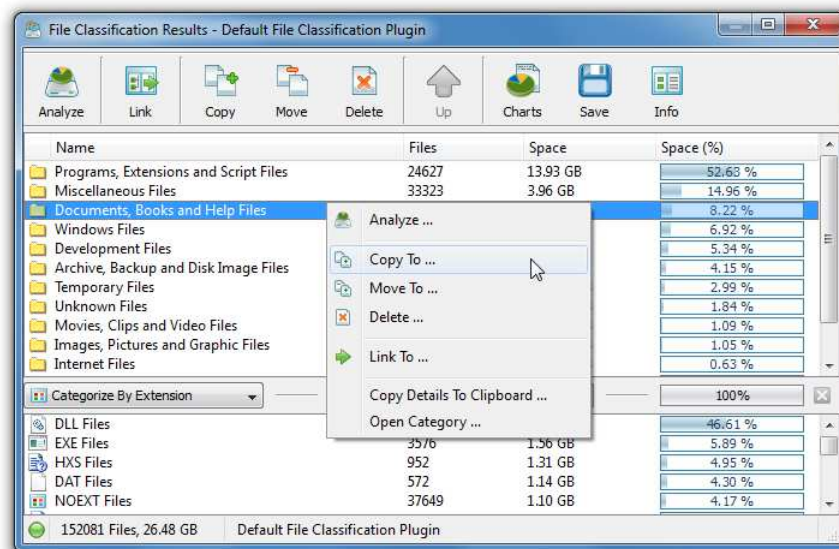 File Classification Results - Default File Classification Plugin
Analyze Link Copy Move Delete Up Charts Save Info
Name Files Space Space (%)
Programs, Extensions and Script Files 24627 13.93 GB 52.63 %
Miscellaneous Files 33323 3.96 GB 14.96 %
Documents, Books and Help Files 8.22 %
Windows Files 6.92 %
Development Files 5.34 %
Archive, Backup and Disk Image Files 4.15 %
Temporary Files 2.99 %
Unknown Files 1.84 %
Movies, Clips and Video Files 1.09 %
Images, Pictures and Graphic Files 1.05 %
Internet Files 0.63 %
Analyze ...
Copy To ...
Move To ...
Delete ...
Link To ...
Copy Details To Clipboard ...
Open Category ...
Categorize By Extension 100%
DLL Files 46.61 %
EXE Files 3576 1.56 GB 5.89 %
HXS Files 952 1.31 GB 4.95 %
DAT Files 572 1.14 GB 4.30 %
NOEXT Files 37649 1.10 GB 4.17 %
152081 Files, 26.48 GB Default File Classification Plugin